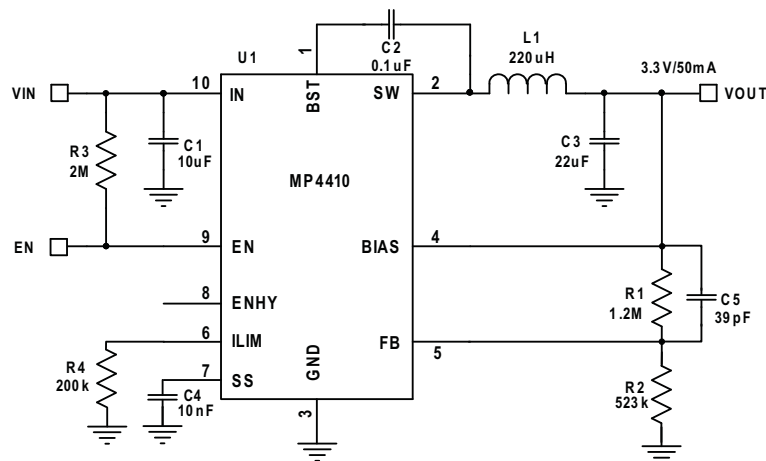 U1
1
C2
0.1uF
L1
220uH
3.3V/50mA
VIN
10
IN
BST
SW
2
VOUT
R3
2M
C1
10uF
C3
22uF
MP4410
EN
9
EN
BIAS
4
8
ENHY
R1
1.2M
C5
39pF
6
ILIM
FB
5
R4
200k
7
SS
GND
C4
10nF
3
R2
523k